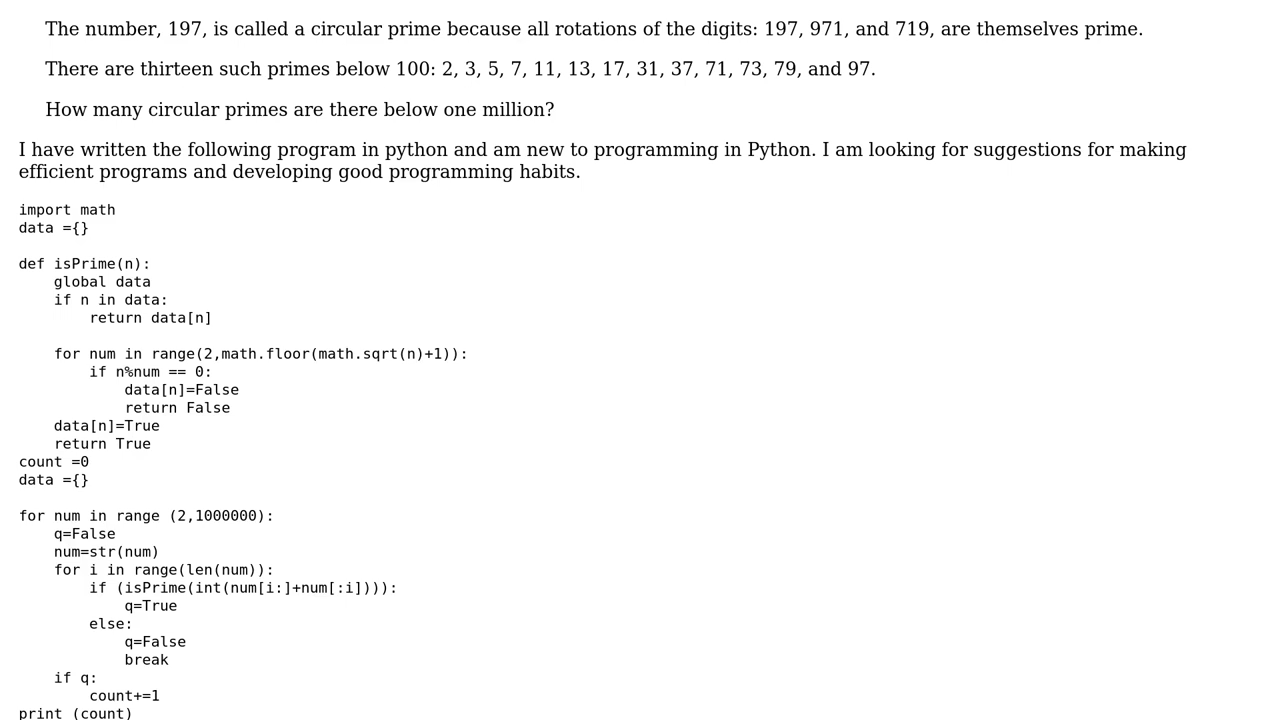 The number, 197, is called a circular prime because all rotations of the digits: 197, 971, and 719, are themselves prime.
There are thirteen such primes below 100: 2, 3, 5, 7, 11, 13, 17, 31, 37, 71, 73, 79, and 97.
How many circular primes are there below one million?
I have written the following program in python and am new to programming in Python. I am looking for suggestions for making
efficient programs and developing good programming habits.
import math
data ={}

def isPrime(n):
    global data
    if n in data:
        return data[n]

    for num in range(2,math.floor(math.sqrt(n)+1)):
        if n%num == 0:
            data[n]=False
            return False
    data[n]=True
    return True
count =0
data ={}

for num in range (2,1000000):
    q=False
    num=str(num)
    for i in range(len(num)):
        if (isPrime(int(num[i:]+num[:i]))):
            q=True
        else:
            q=False
            break
    if q:
        count+=1
print (count)